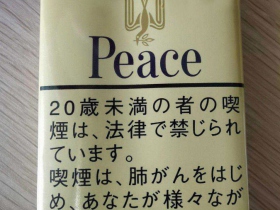 Peace
20歳未満の者の喫
煙は、法律で禁じられ
ています。
喫煙は、肺がんをはじ
め、あなたが様々なが